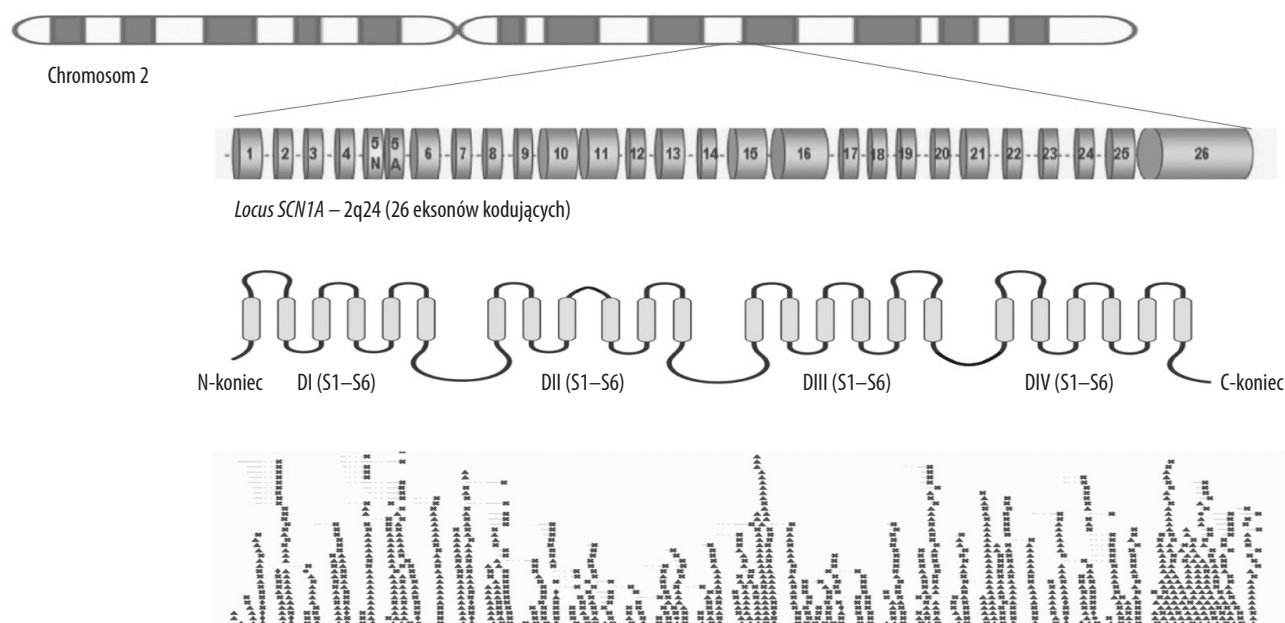 Chromosom 2
1 2 3 4 5N 5A 6 7 8 9 10 11 12 13 14 15 16 17 18 19 20 21 22 23 24 25 26
Locus SCN1A – 2q24 (26 eksonów kodujących)
N-koniec DI (S1–S6) DII (S1–S6) DIII (S1–S6) DIV (S1–S6) C-koniec